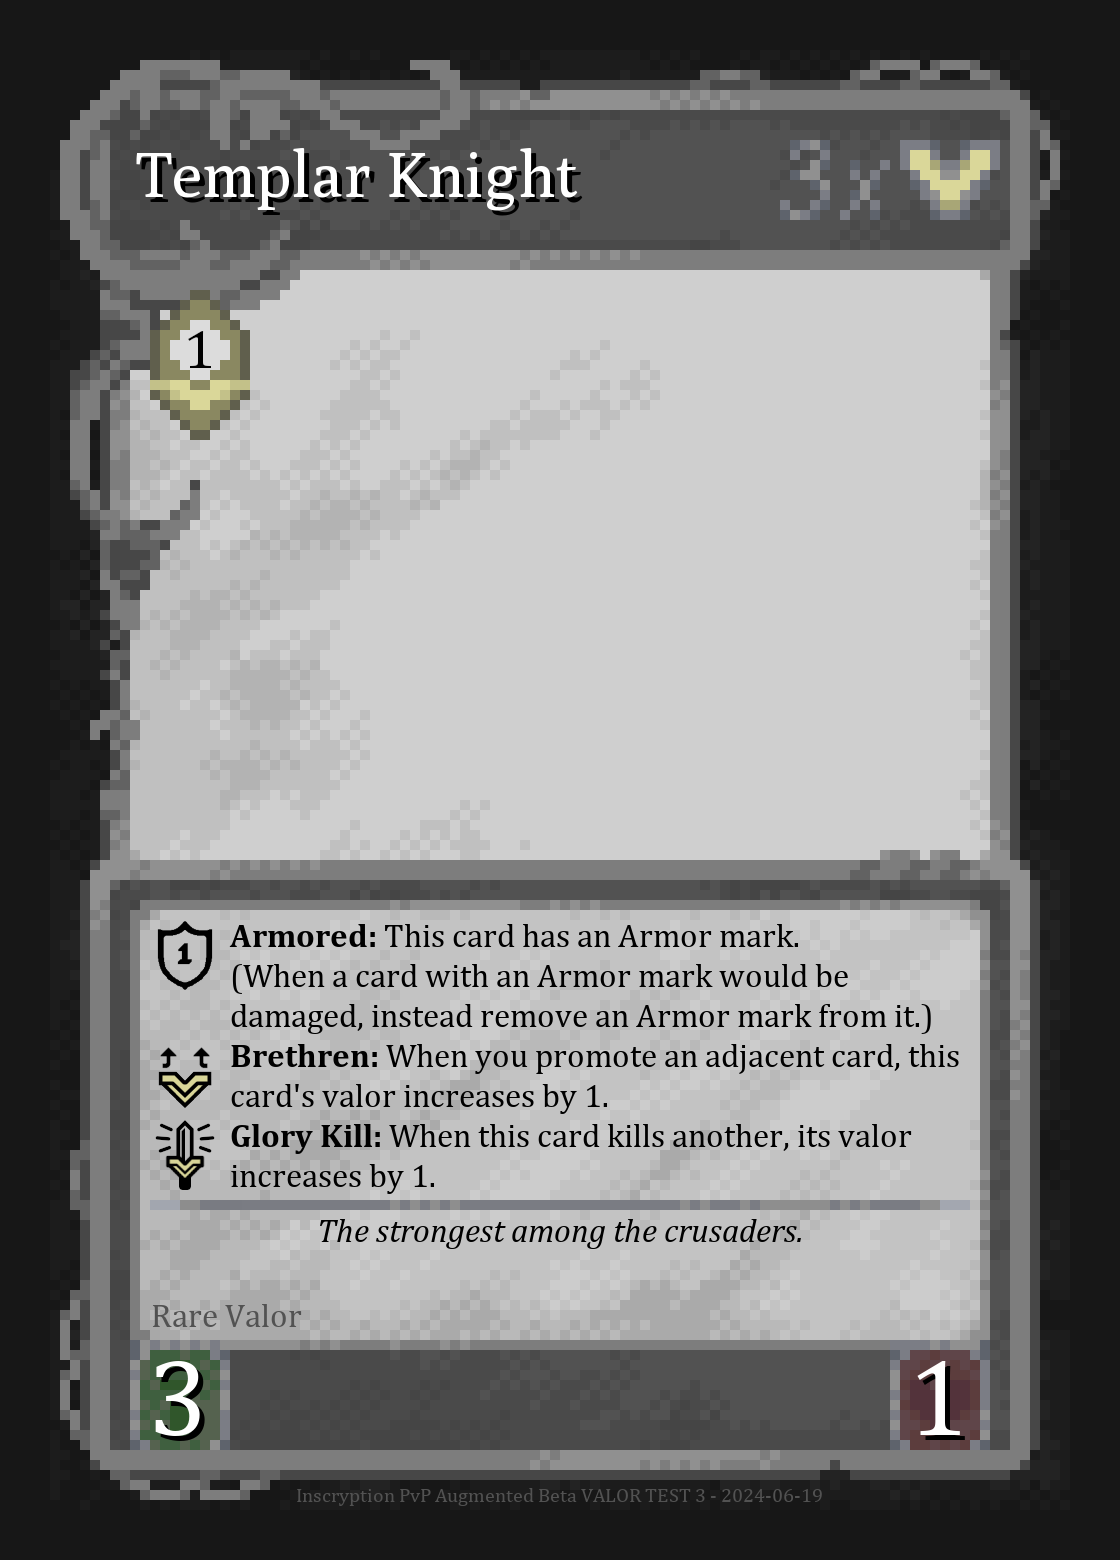 Templar Knight 3x
1
1 Armored: This card has an Armor mark.
(When a card with an Armor mark would be
damaged, instead remove an Armor mark from it.)
Brethren: When you promote an adjacent card, this
card's valor increases by 1.
Glory Kill: When this card kills another, its valor
increases by 1.
The strongest among the crusaders.
Rare Valor
3 1
Inscryption PvP Augmented Beta VALOR TEST 3 - 2024-06-19